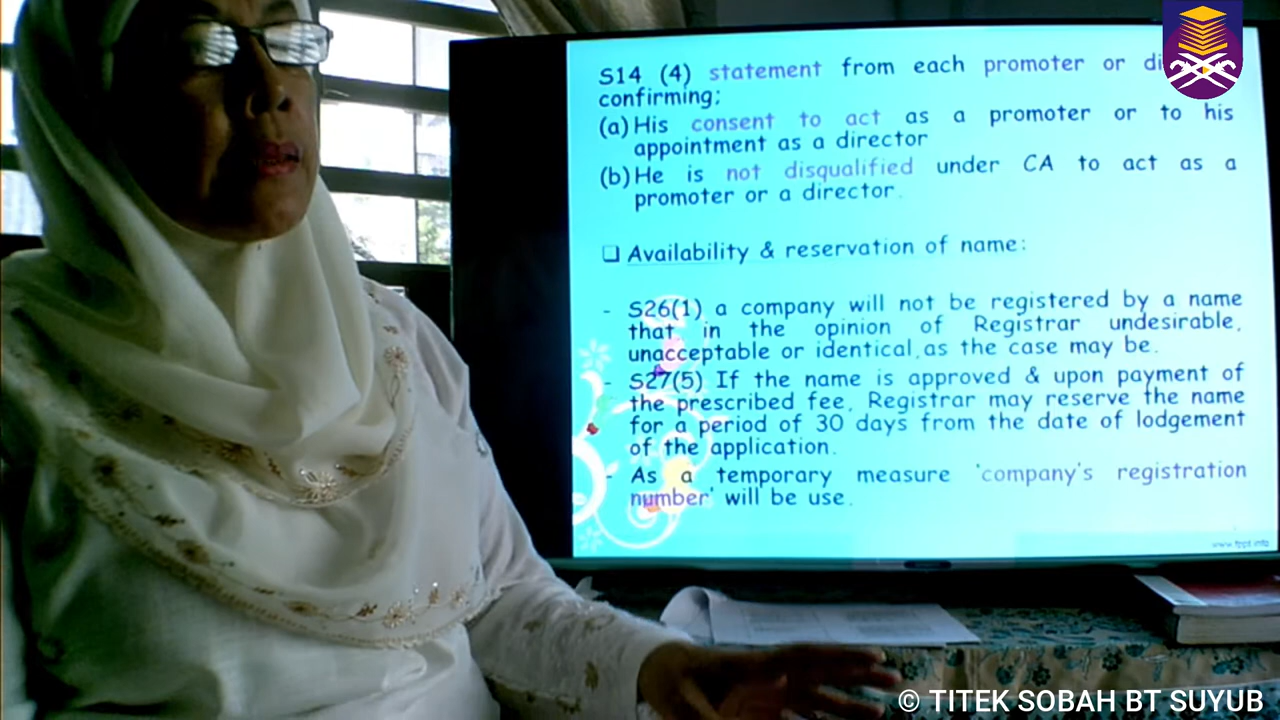 S14 (4) statement from each promoter or
confirming;
(a) His consent to act as a promoter or to his
appointment as a director
(b) He is not disqualified under CA to act as a
promoter or a director.
❑ Availability & reservation of name:
- S26(1) a company will not be registered by a name
that in the opinion of Registrar undesirable,
unacceptable or identical, as the case may be.
- S27(5) If the name is approved & upon payment of
the prescribed fee, Registrar may reserve the name
for a period of 30 days from the date of lodgement
of the application.
- As a temporary measure 'company's registration
number' will be use.
www.fppt.info
© TITEK SOBAH BT SUYUB